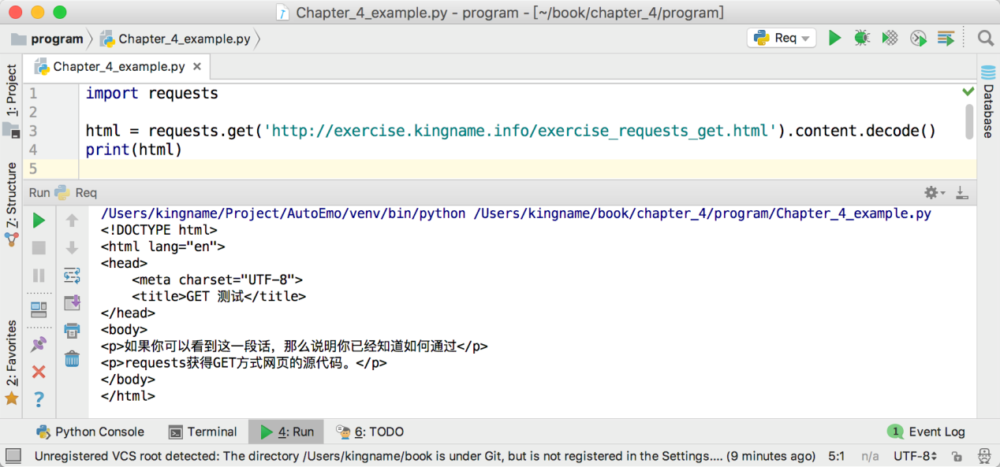 Chapter_4_example.py - program - [~/book/chapter_4/program]
program Chapter_4_example.py Req
Chapter_4_example.py
1: Project
Z: Structure
2: Favorites
Database
1 import requests
2
3 html = requests.get('http://exercise.kingname.info/exercise_requests_get.html').content.decode()
4 print(html)
5
Run Req
/Users/kingname/Project/AutoEmo/venv/bin/python /Users/kingname/book/chapter_4/program/Chapter_4_example.py
<!DOCTYPE html>
<html lang="en">
<head>
    <meta charset="UTF-8">
    <title>GET 测试</title>
</head>
<body>
<p>如果你可以看到这一段话，那么说明你已经知道如何通过</p>
<p>requests获得GET方式网页的源代码。</p>
</body>
</html>
Python Console Terminal 4: Run 6: TODO 1 Event Log
Unregistered VCS root detected: The directory /Users/kingname/book is under Git, but is not registered in the Settings.... (9 minutes ago) 5:1 n/a UTF-8